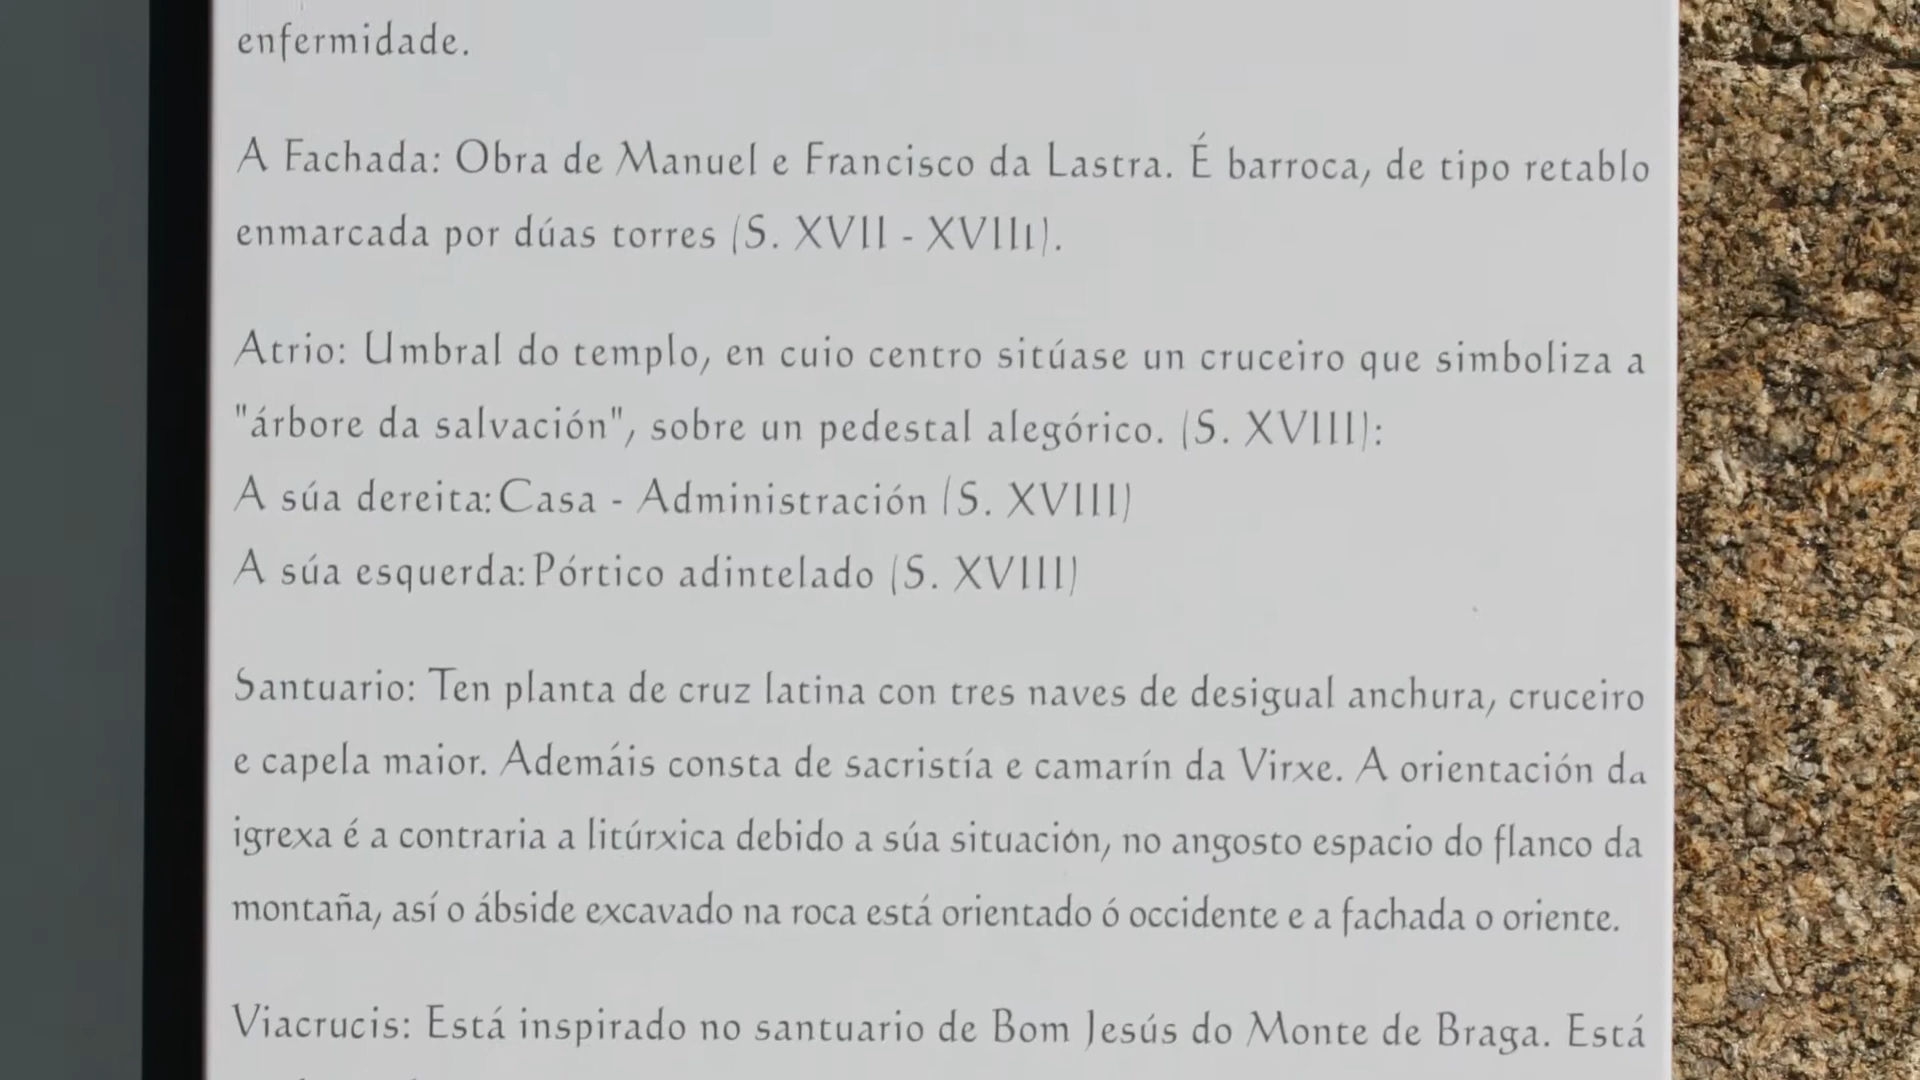 enfermidade.
A Fachada: Obra de Manuel e Francisco da Lastra. É barroca, de tipo retablo
enmarcada por dúas torres (S. XVII - XVIII).
Atrio: Umbral do templo, en cuio centro sitúase un cruceiro que simboliza a
"árbore da salvación", sobre un pedestal alegórico. (S. XVIII):
A súa dereita: Casa - Administración (S. XVIII)
A súa esquerda: Pórtico adintelado (S. XVIII)
Santuario: Ten planta de cruz latina con tres naves de desigual anchura, cruceiro
e capela maior. Ademáis consta de sacristía e camarín da Virxe. A orientación da
igrexa é a contraria a litúrxica debido a súa situación, no angosto espacio do flanco da
montaña, así o ábside excavado na roca está orientado ó occidente e a fachada o oriente.
Viacrucis: Está inspirado no santuario de Bom Jesús do Monte de Braga. Está